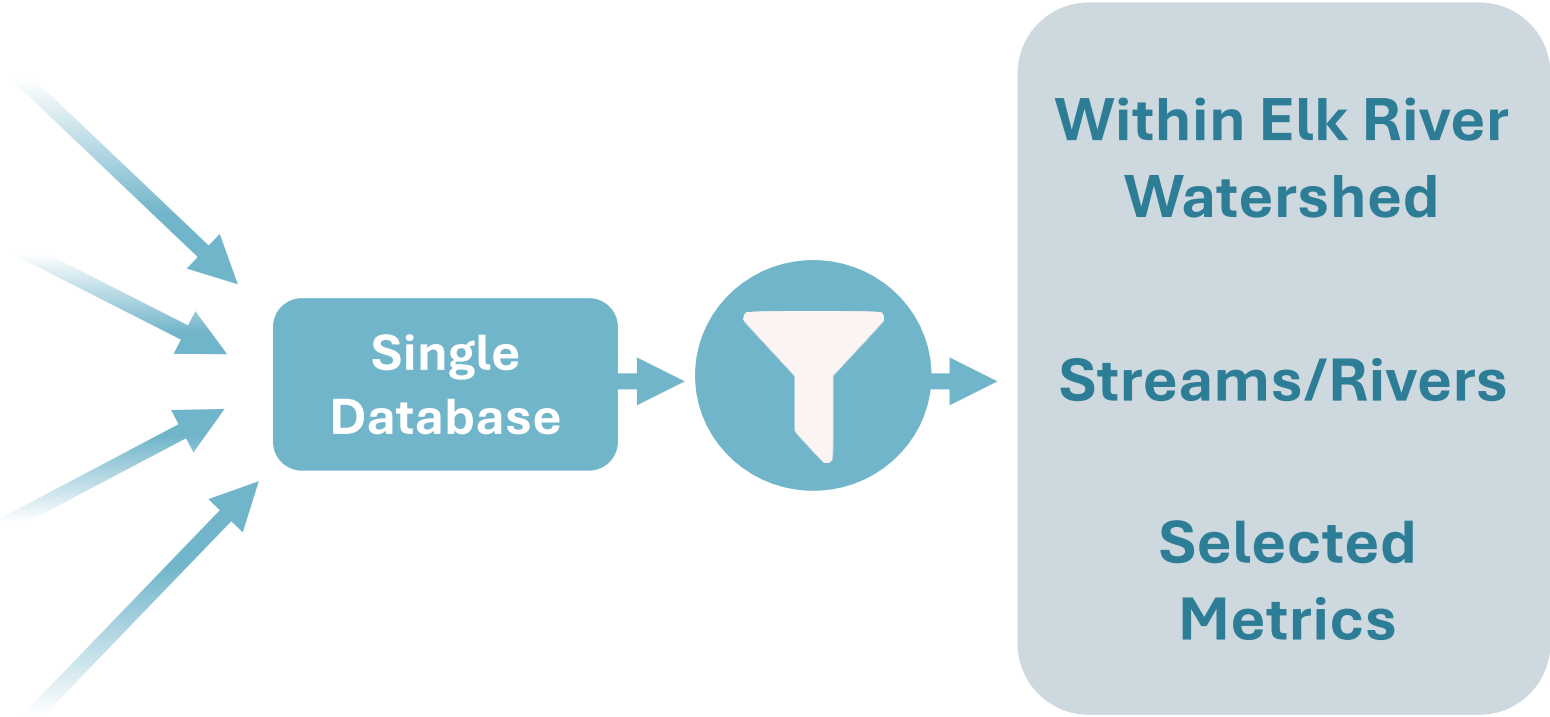 Single
Database
Within Elk River
Watershed
Streams/Rivers
Selected
Metrics